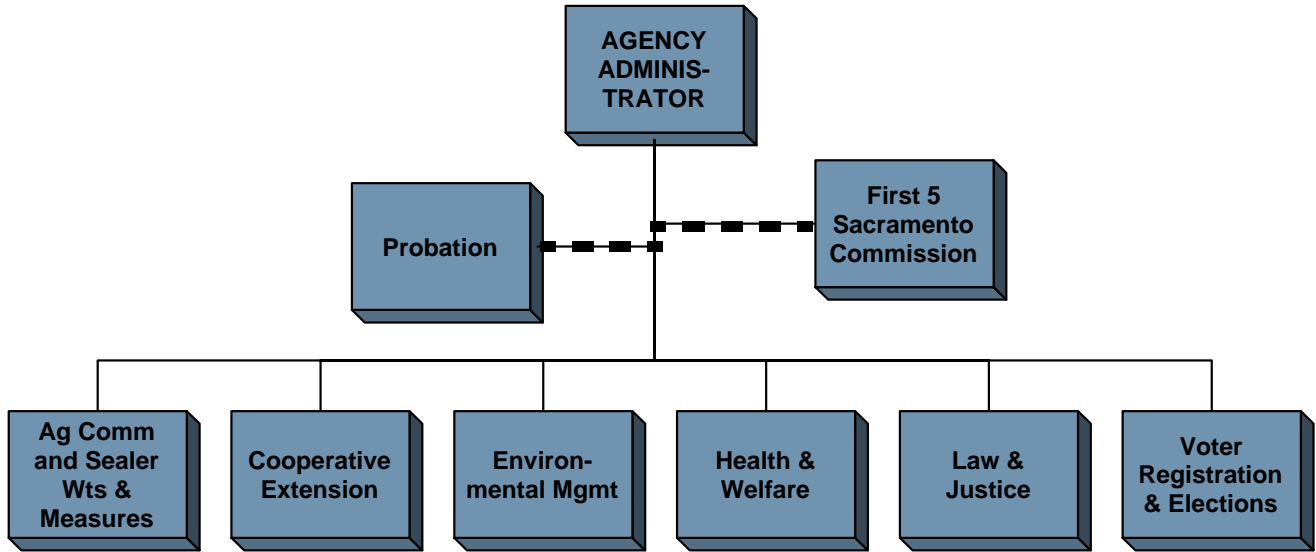 AGENCY
ADMINIS-
TRATOR
Probation
First 5
Sacramento
Commission
Ag Comm
and Sealer
Wts &
Measures
Cooperative
Extension
Environ-
mental Mgmt
Health &
Welfare
Law &
Justice
Voter
Registration
& Elections